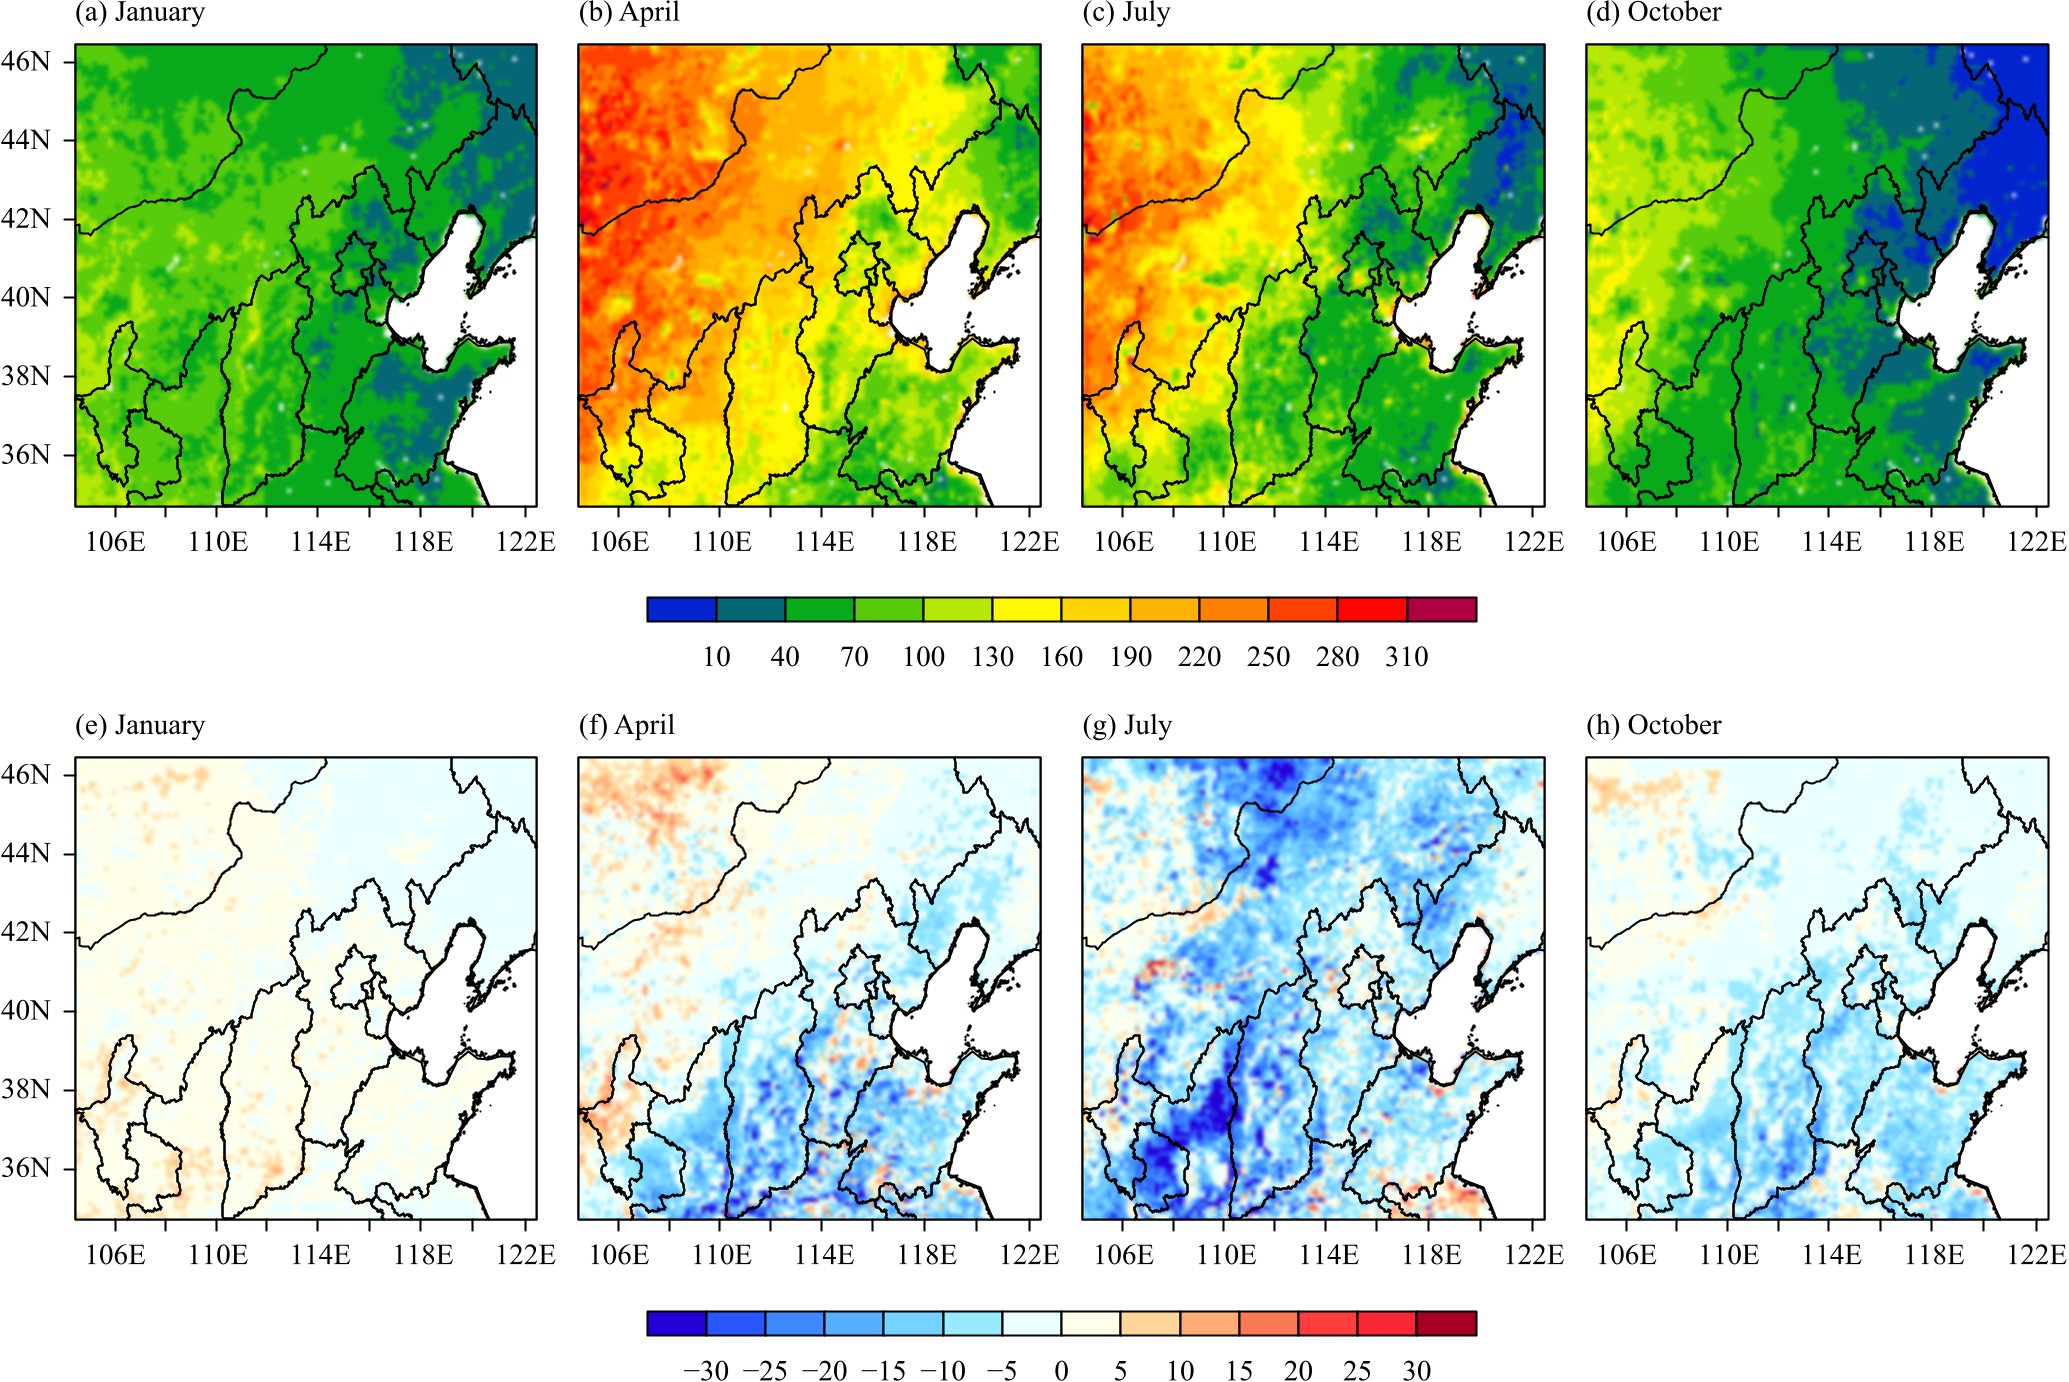 (a) January (b) April (c) July (d) October
46N
44N
42N
40N
38N
36N
106E 110E 114E 118E 122E 106E 110E 114E 118E 122E 106E 110E 114E 118E 122E 106E 110E 114E 118E 122E
10 40 70 100 130 160 190 220 250 280 310
(e) January (f) April (g) July (h) October
46N
44N
42N
40N
38N
36N
106E 110E 114E 118E 122E 106E 110E 114E 118E 122E 106E 110E 114E 118E 122E 106E 110E 114E 118E 122E
−30 −25 −20 −15 −10 −5 0 5 10 15 20 25 30